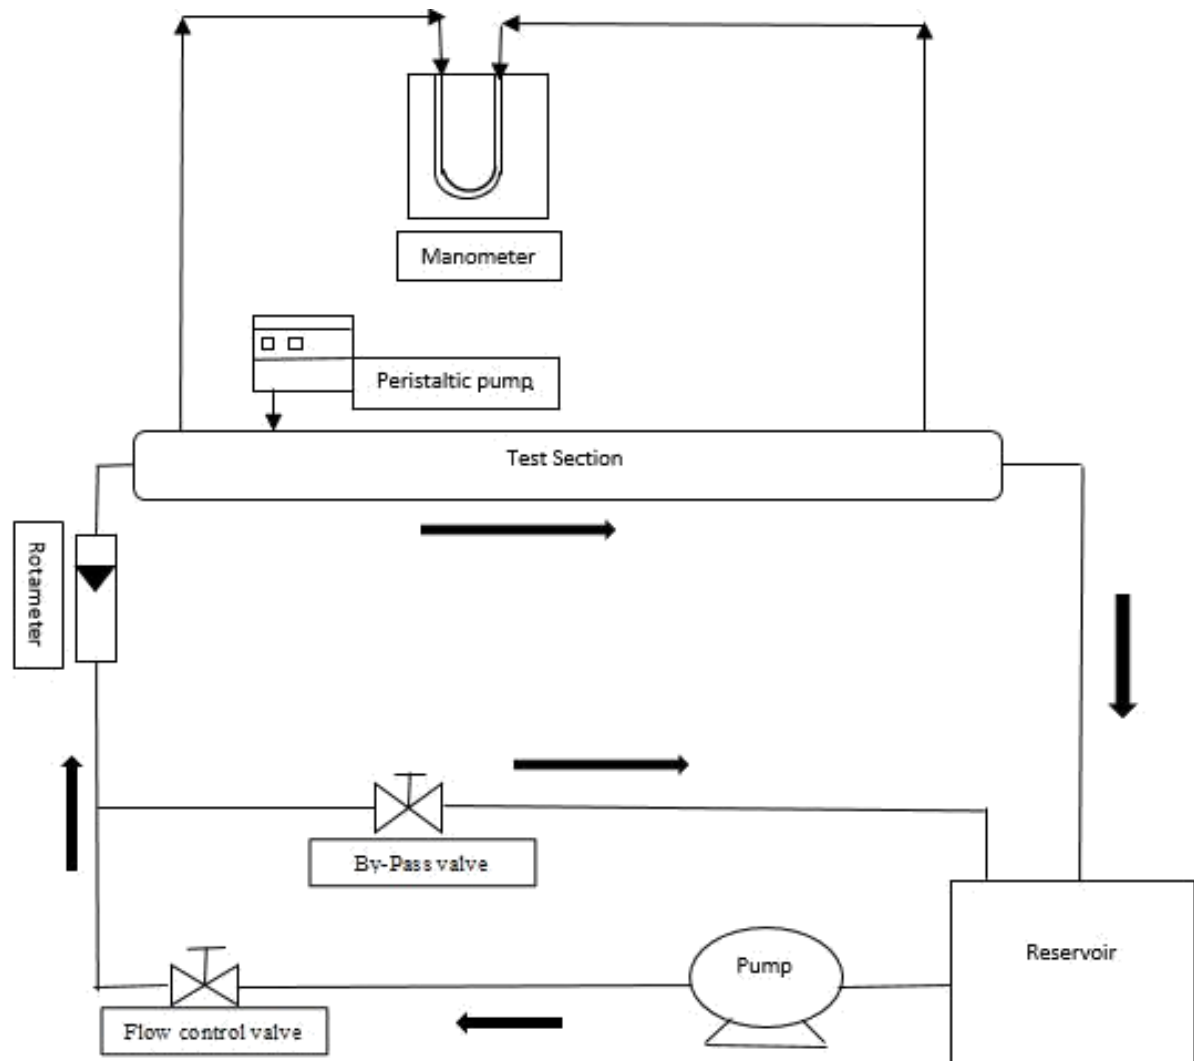 Manometer
Peristaltic pump
Test Section
Rotameter
By-Pass valve
Pump
Reservoir
Flow control valve